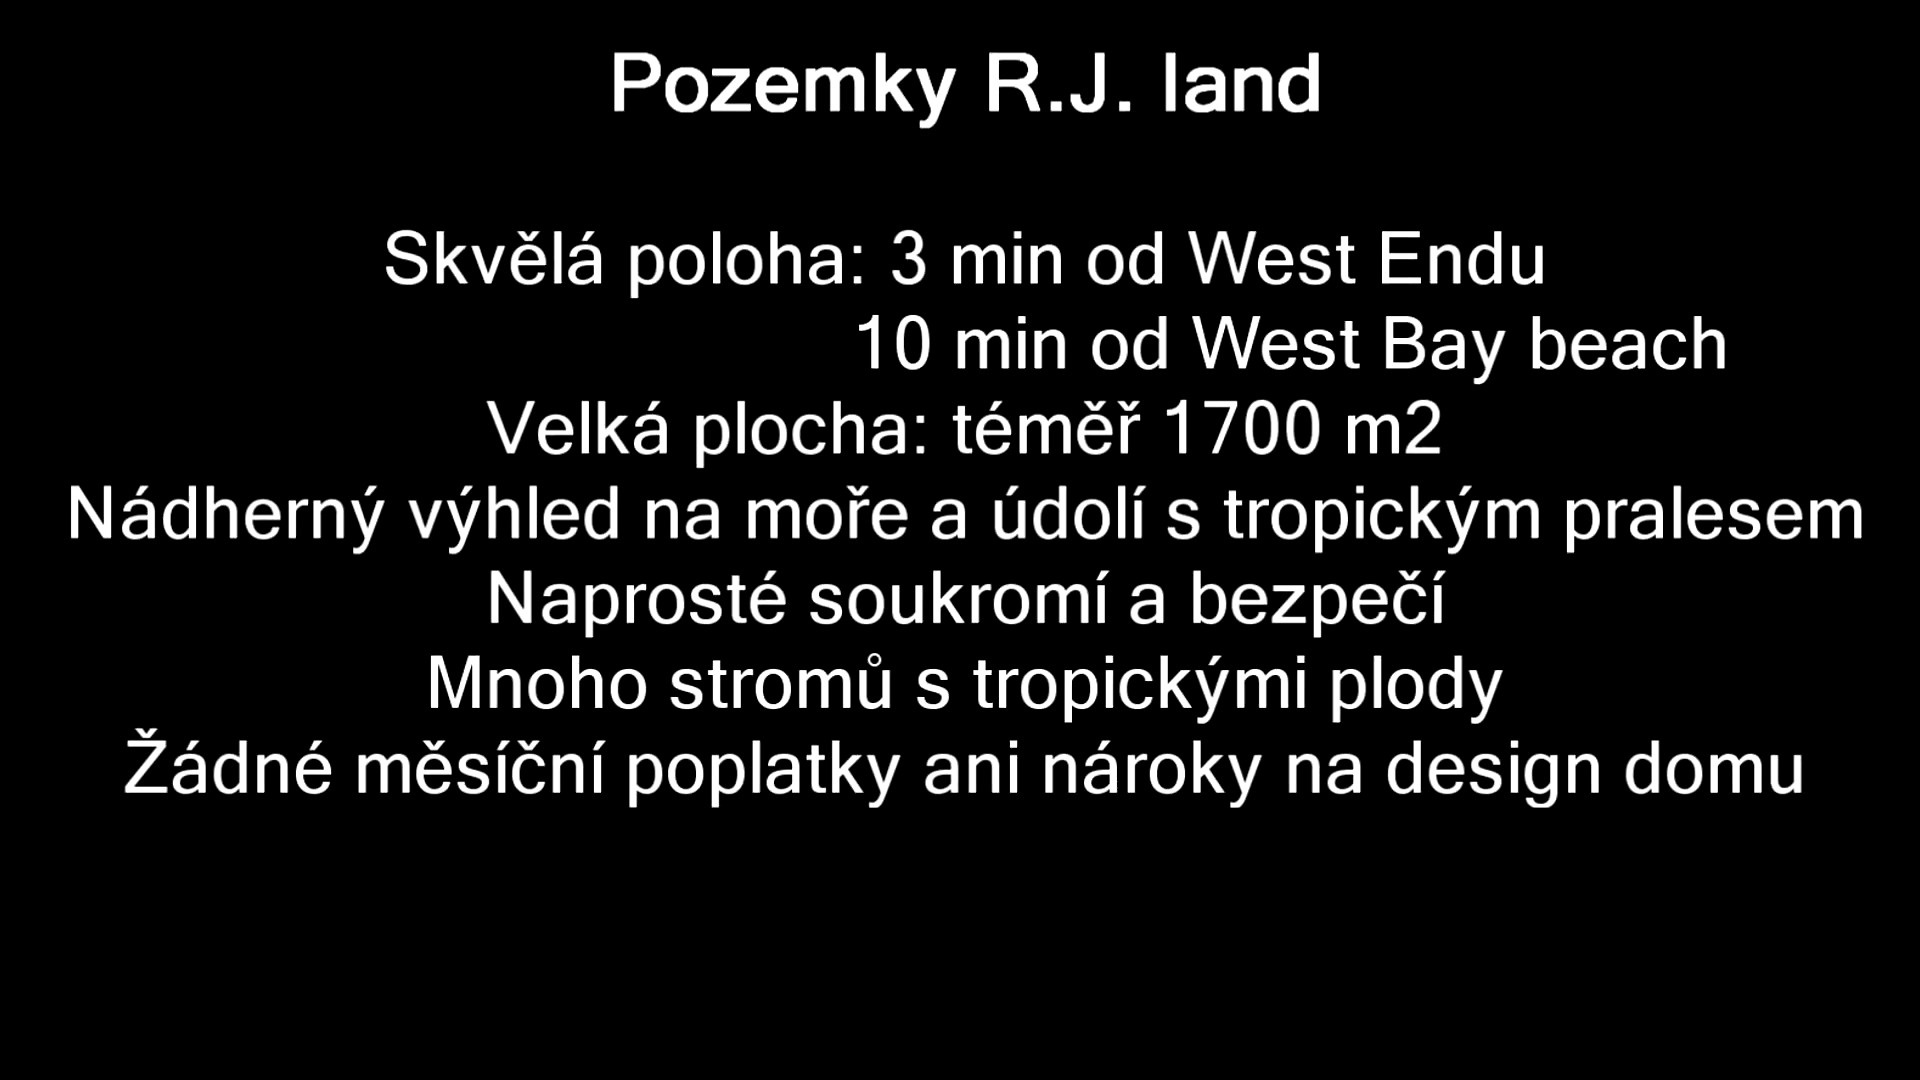 Pozemky R.J. land
Skvělá poloha: 3 min od West Endu
10 min od West Bay beach
Velká plocha: téměř 1700 m2
Nádherný výhled na moře a údolí s tropickým pralesem
Naprosté soukromí a bezpečí
Mnoho stromů s tropickými plody
Žádné měsíční poplatky ani nároky na design domu